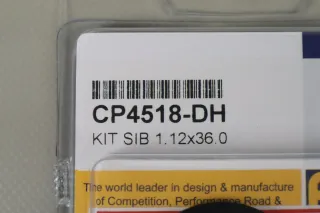 CP4518-DH
KIT SIB 1.12x36.0
The world leader in design & manufacture
of Competition, Performance Road &